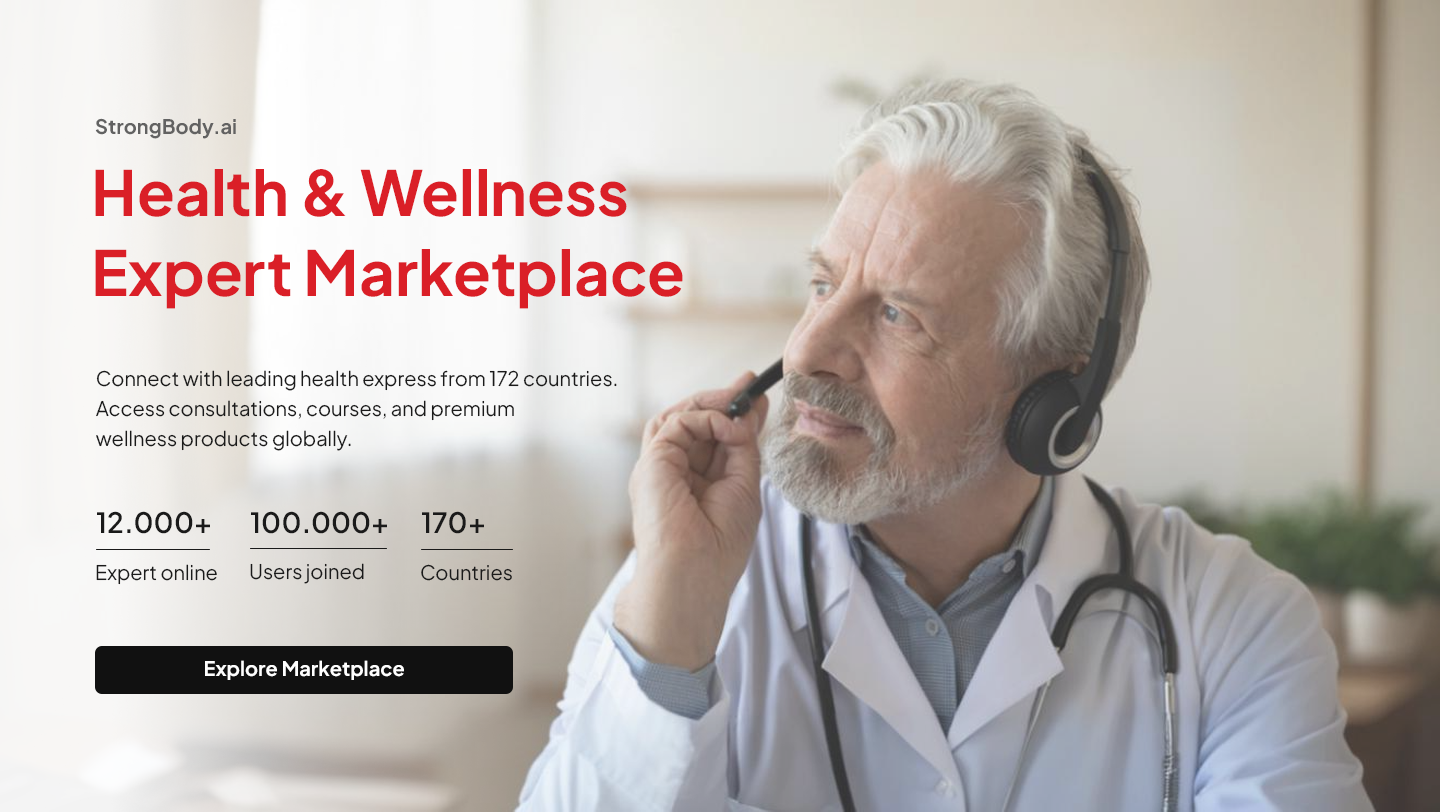 StrongBody.ai
Health & Wellness
Expert Marketplace
Connect with leading health express from 172 countries.
Access consultations, courses, and premium
wellness products globally.
12.000+ 100.000+ 170+
Expert online Users joined Countries
Explore Marketplace